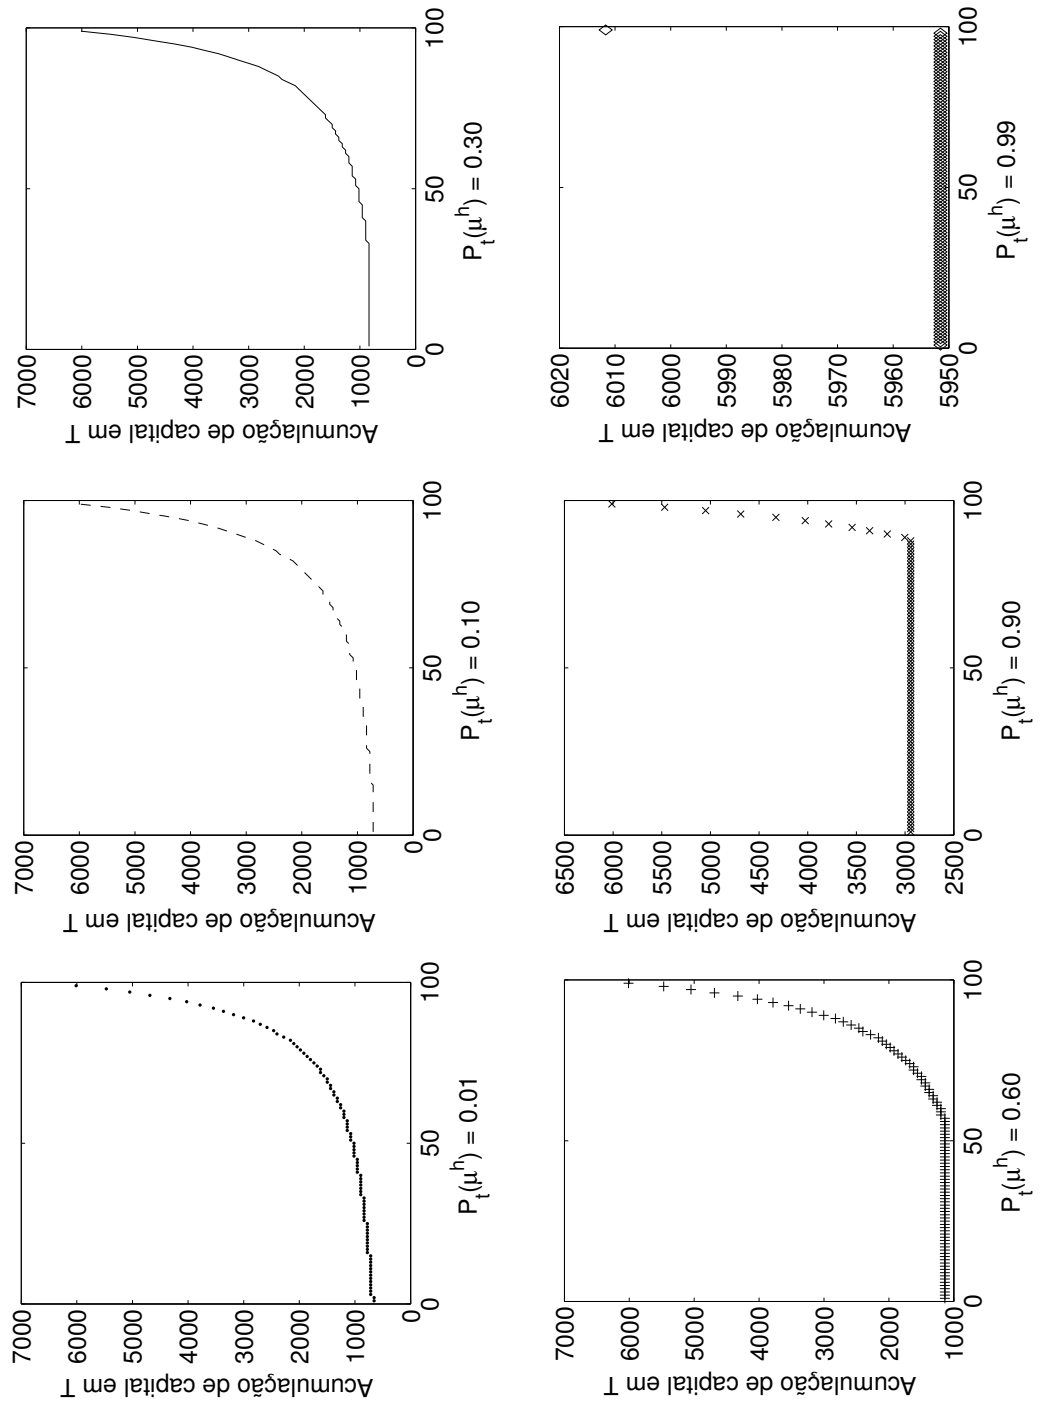 Acumulação de capital em T
7000
6000
5000
4000
3000
2000
1000
0
0 50 100
P_t(μ^h) = 0.01
Acumulação de capital em T
7000
6000
5000
4000
3000
2000
1000
0
0 50 100
P_t(μ^h) = 0.10
Acumulação de capital em T
7000
6000
5000
4000
3000
2000
1000
0
0 50 100
P_t(μ^h) = 0.30
Acumulação de capital em T
7000
6000
5000
4000
3000
2000
1000
0 50 100
P_t(μ^h) = 0.60
Acumulação de capital em T
6500
6000
5500
5000
4500
4000
3500
3000
2500
0 50 100
P_t(μ^h) = 0.90
Acumulação de capital em T
6020
6010
6000
5990
5980
5970
5960
5950
0 50 100
P_t(μ^h) = 0.99